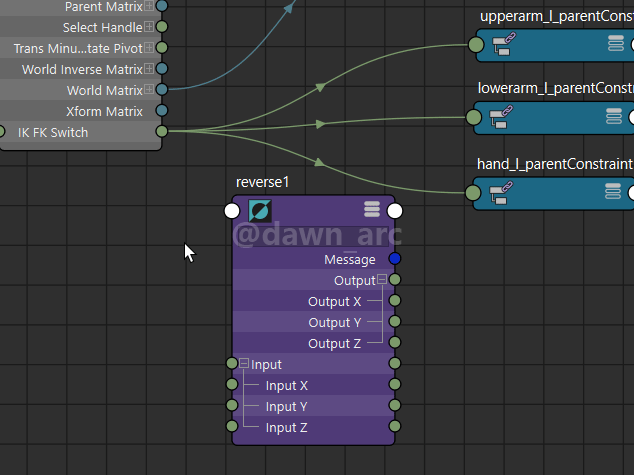 Parent Matrix
Select Handle
Trans Minu...tate Pivot
World Inverse Matrix
World Matrix
Xform Matrix
IK FK Switch
upperarm_l_parentConst
lowerarm_l_parentConstr
hand_l_parentConstraint
reverse1
@dawn_arc
Message
Output
Output X
Output Y
Output Z
Input
Input X
Input Y
Input Z